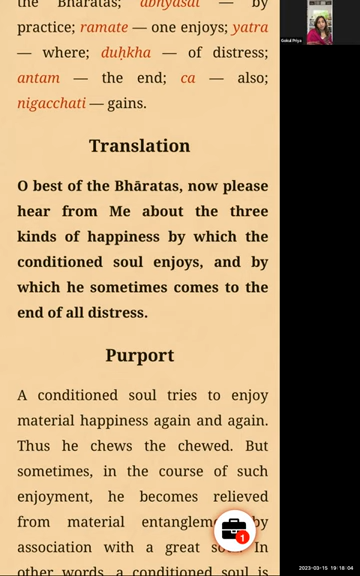 the Bhāratas; abhyāsāt — by
practice; ramate — one enjoys; yatra
— where; duḥkha — of distress;
antam — the end; ca — also;
nigacchati — gains.
Translation
O best of the Bhāratas, now please
hear from Me about the three
kinds of happiness by which the
conditioned soul enjoys, and by
which he sometimes comes to the
end of all distress.
Purport
A conditioned soul tries to enjoy
material happiness again and again.
Thus he chews the chewed. But
sometimes, in the course of such
enjoyment, he becomes relieved
from material by
association with a great In
other words, a conditioned soul is
1
Gokul Priya
2023-03-15 19:18:04